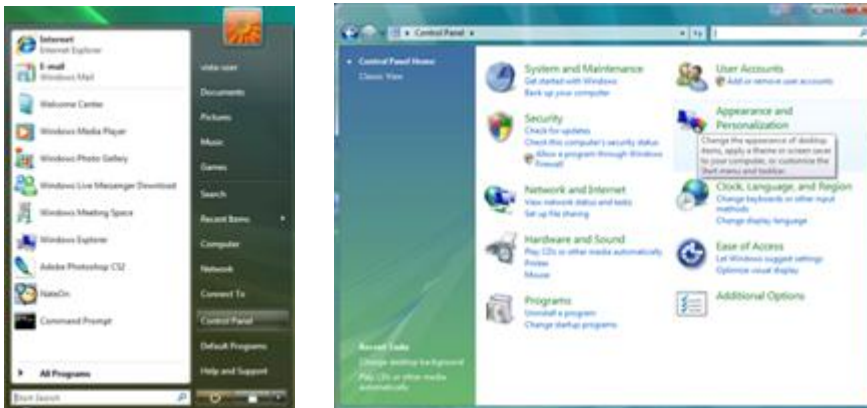 Internet
Internet Explorer
E-mail
Windows Mail
Welcome Center
Windows Media Player
Windows Photo Gallery
Windows Live Messenger Download
Windows Meeting Space
Windows Explorer
Adobe Photoshop CS2
NateOn
Command Prompt
All Programs
Start Search
vista user
Documents
Pictures
Music
Games
Search
Recent Items
Computer
Network
Connect To
Control Panel
Default Programs
Help and Support
Control Panel
Control Panel Home
Classic View
Recent Tasks
Change desktop background
Play CDs or other media
automatically
System and Maintenance
Get started with Windows
Back up your computer
Security
Check for updates
Check this computer's security status
Allow a program through Windows
Firewall
Network and Internet
View network status and tasks
Set up file sharing
Hardware and Sound
Play CDs or other media automatically
Printer
Mouse
Programs
Uninstall a program
Change startup programs
User Accounts
Add or remove user accounts
Appearance and
Personalization
Change the appearance of desktop
items, apply a theme or screen saver
to your computer, or customize the
Start menu and taskbar.
Clock, Language, and Region
Change keyboards or other input
methods
Change display language
Ease of Access
Let Windows suggest settings
Optimize visual display
Additional Options